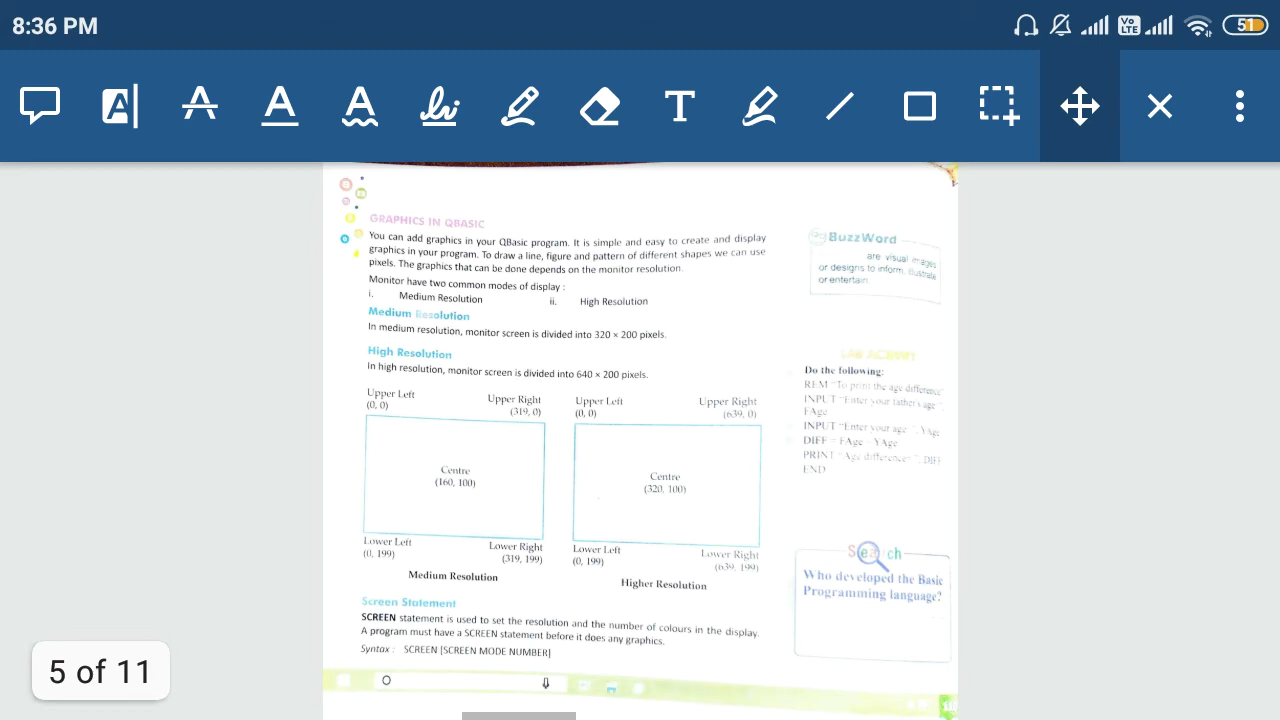 8:36 PM
Vo
LTE
51
A
A
A
A
T
GRAPHICS IN QBASIC
You can add graphics in your QBasic program. It is simple and easy to create and display
graphics in your program. To draw a line, figure and pattern of different shapes we can use
pixels. The graphics that can be done depends on the monitor resolution.
Monitor have two common modes of display :
i. Medium Resolution ii. High Resolution
Medium Resolution
In medium resolution, monitor screen is divided into 320 × 200 pixels.
High Resolution
In high resolution, monitor screen is divided into 640 × 200 pixels.
Upper Left
(0, 0)
Upper Right
(319, 0)
Centre
(160, 100)
Lower Left
(0, 199)
Lower Right
(319, 199)
Medium Resolution
Upper Left
(0, 0)
Upper Right
(639, 0)
Centre
(320, 100)
Lower Left
(0, 199)
Lower Right
(639, 199)
Higher Resolution
Screen Statement
SCREEN statement is used to set the resolution and the number of colours in the display.
A program must have a SCREEN statement before it does any graphics.
Syntax : SCREEN [SCREEN MODE NUMBER]
BuzzWord
are visual images
or designs to inform, illustrate
or entertain
LAB ACTIVITY
Do the following:
REM "To print the age difference"
INPUT "Enter your father's age ",
FAge
INPUT "Enter your age ", YAge
DIFF = FAge - YAge
PRINT "Age difference= ", DIFF
END
Search
Who developed the Basic
Programming language?
5 of 11